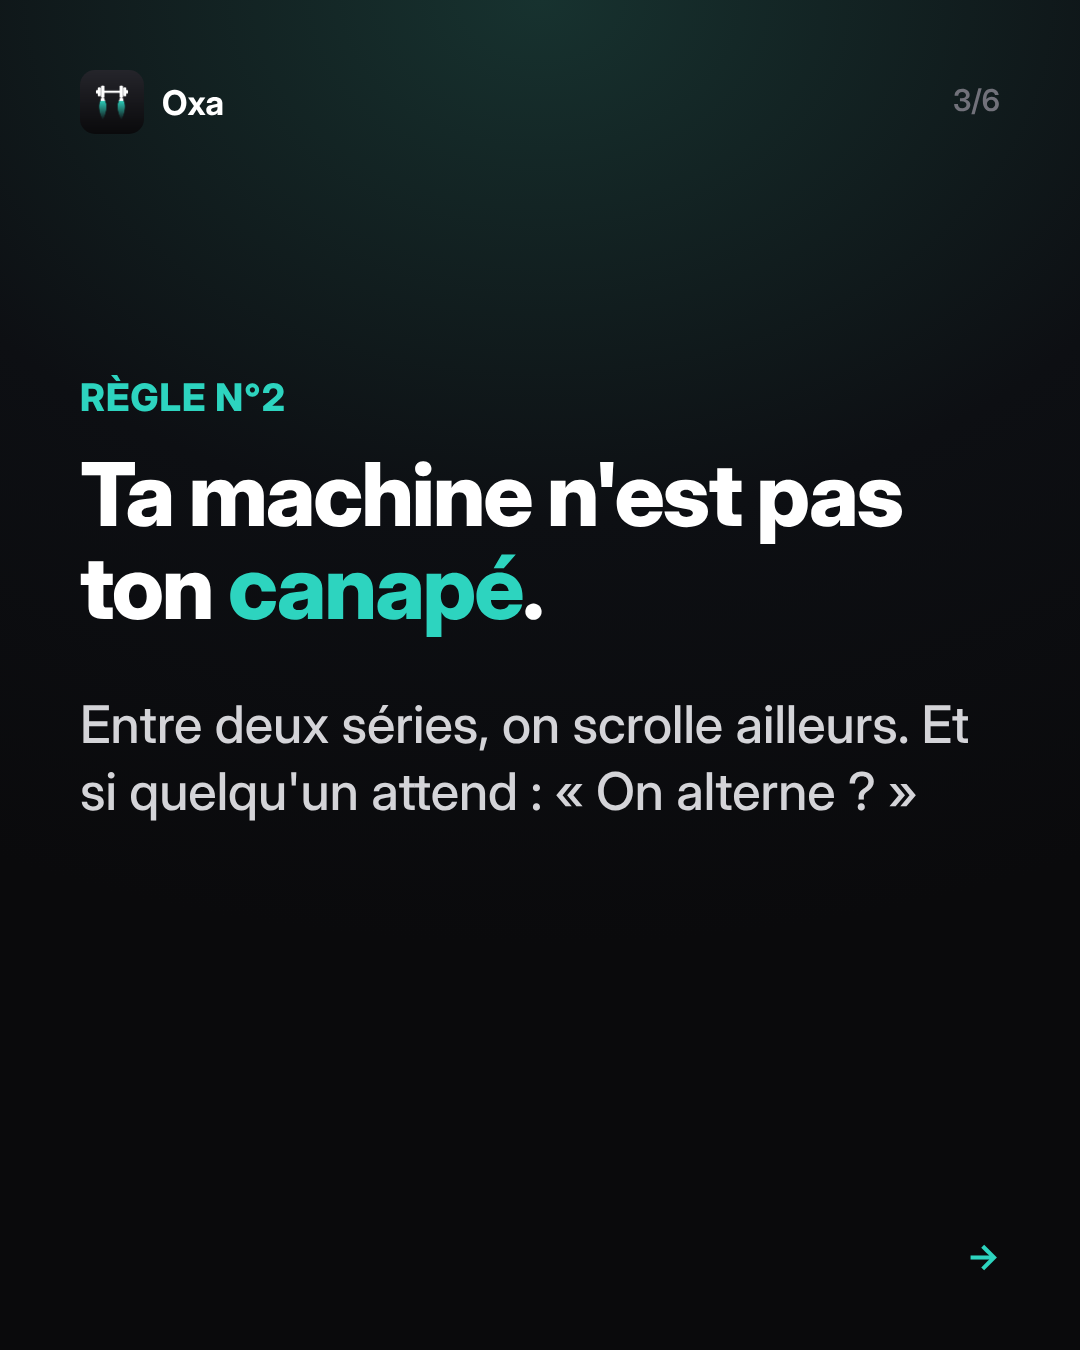 Oxa
3/6
RÈGLE N°2
Ta machine n'est pas
ton canapé.
Entre deux séries, on scrolle ailleurs. Et
si quelqu'un attend : « On alterne ? »
→